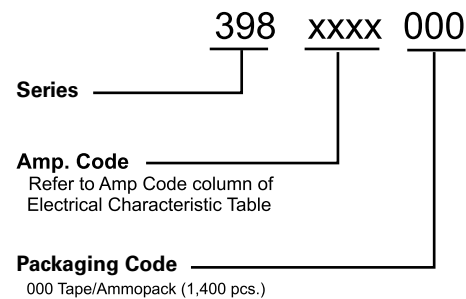 398 xxxx 000
Series
Amp. Code
Refer to Amp Code column of
Electrical Characteristic Table
Packaging Code
000 Tape/Ammopack (1,400 pcs.)